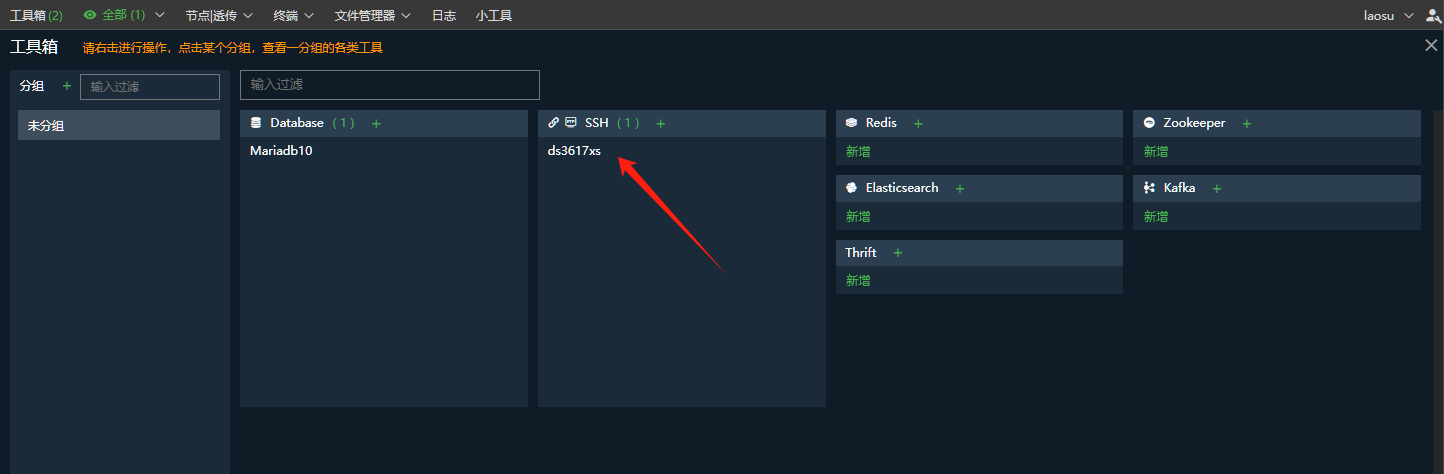 工具箱(2) 全部 (1) 节点|透传 终端 文件管理器 日志 小工具 laosu
工具箱 请右击进行操作，点击某个分组，查看一分组的各类工具
分组 + 输入过滤
未分组
输入过滤
Database ( 1 ) +
Mariadb10
SSH ( 1 ) +
ds3617xs
Redis +
新增
Zookeeper +
新增
Elasticsearch +
新增
Kafka +
新增
Thrift +
新增